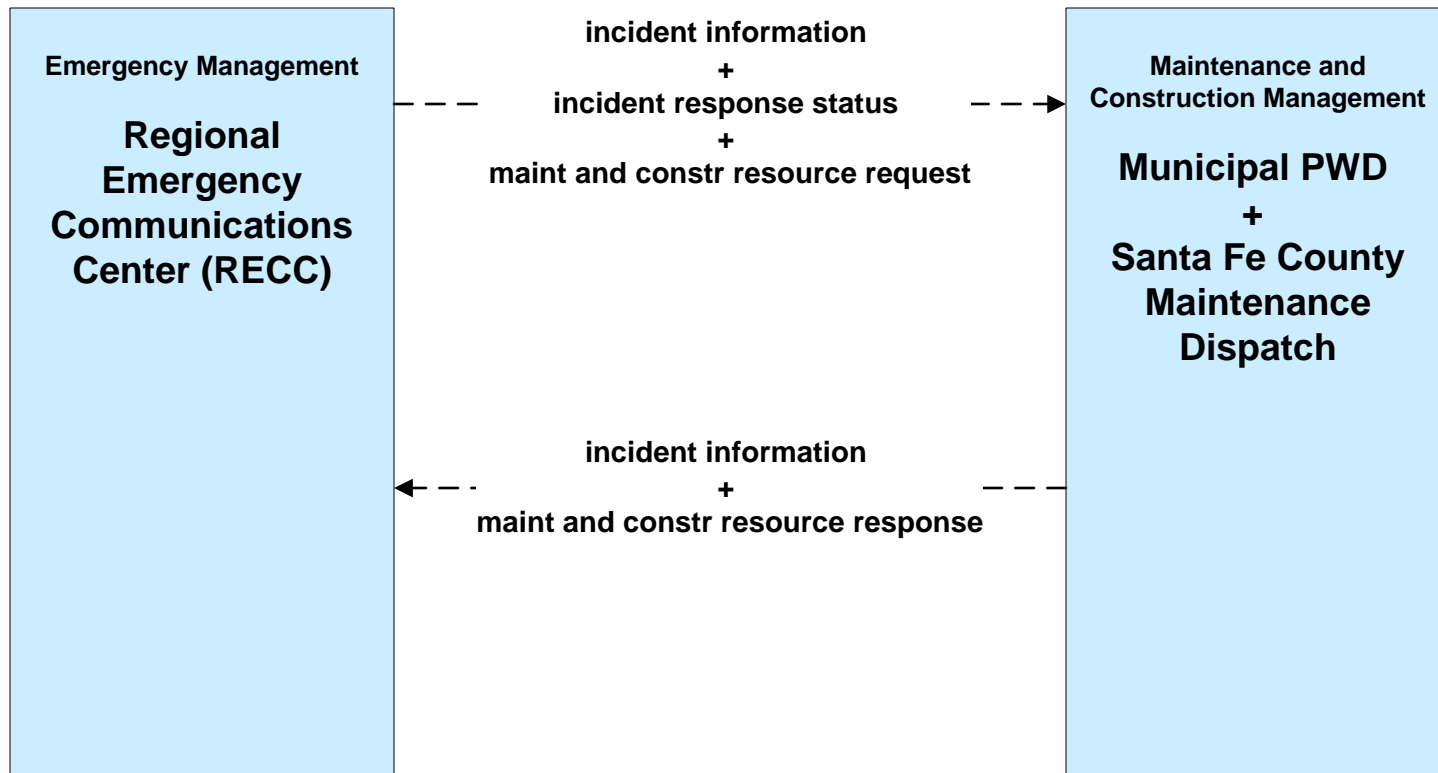 Emergency Management
Regional
Emergency
Communications
Center (RECC)
incident information
+
incident response status
+
maint and constr resource request
incident information
+
maint and constr resource response
Maintenance and
Construction Management
Municipal PWD
+
Santa Fe County
Maintenance
Dispatch